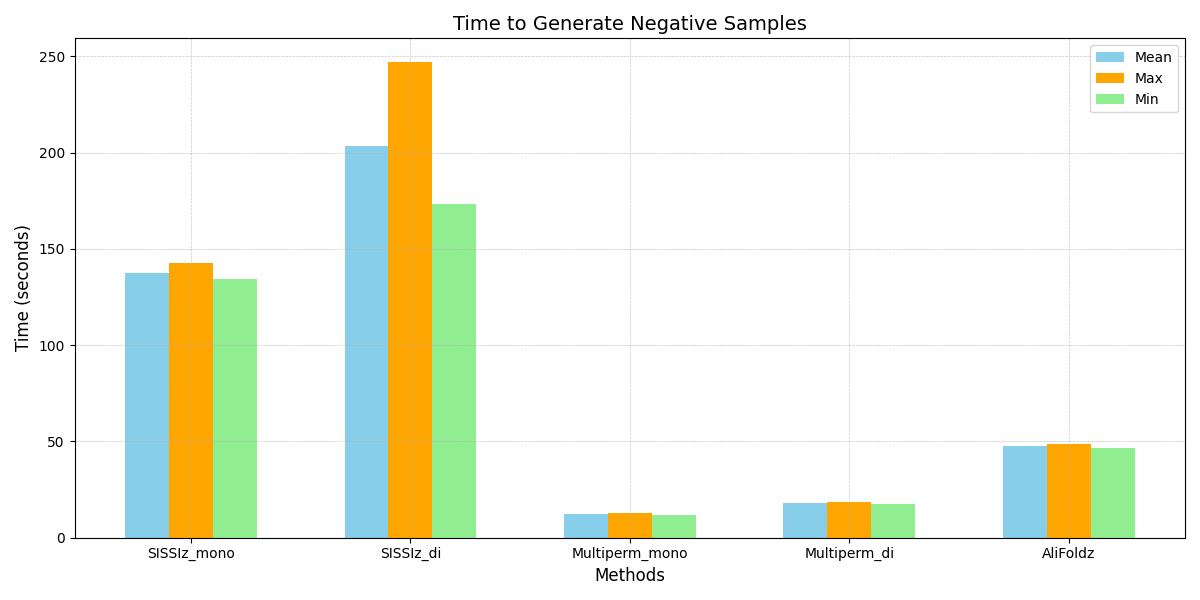 Time to Generate Negative Samples
Mean
Max
Min
Time (seconds)
250
200
150
100
50
0
SISSIz_mono
SISSIz_di
Multiperm_mono
Multiperm_di
AliFoldz
Methods